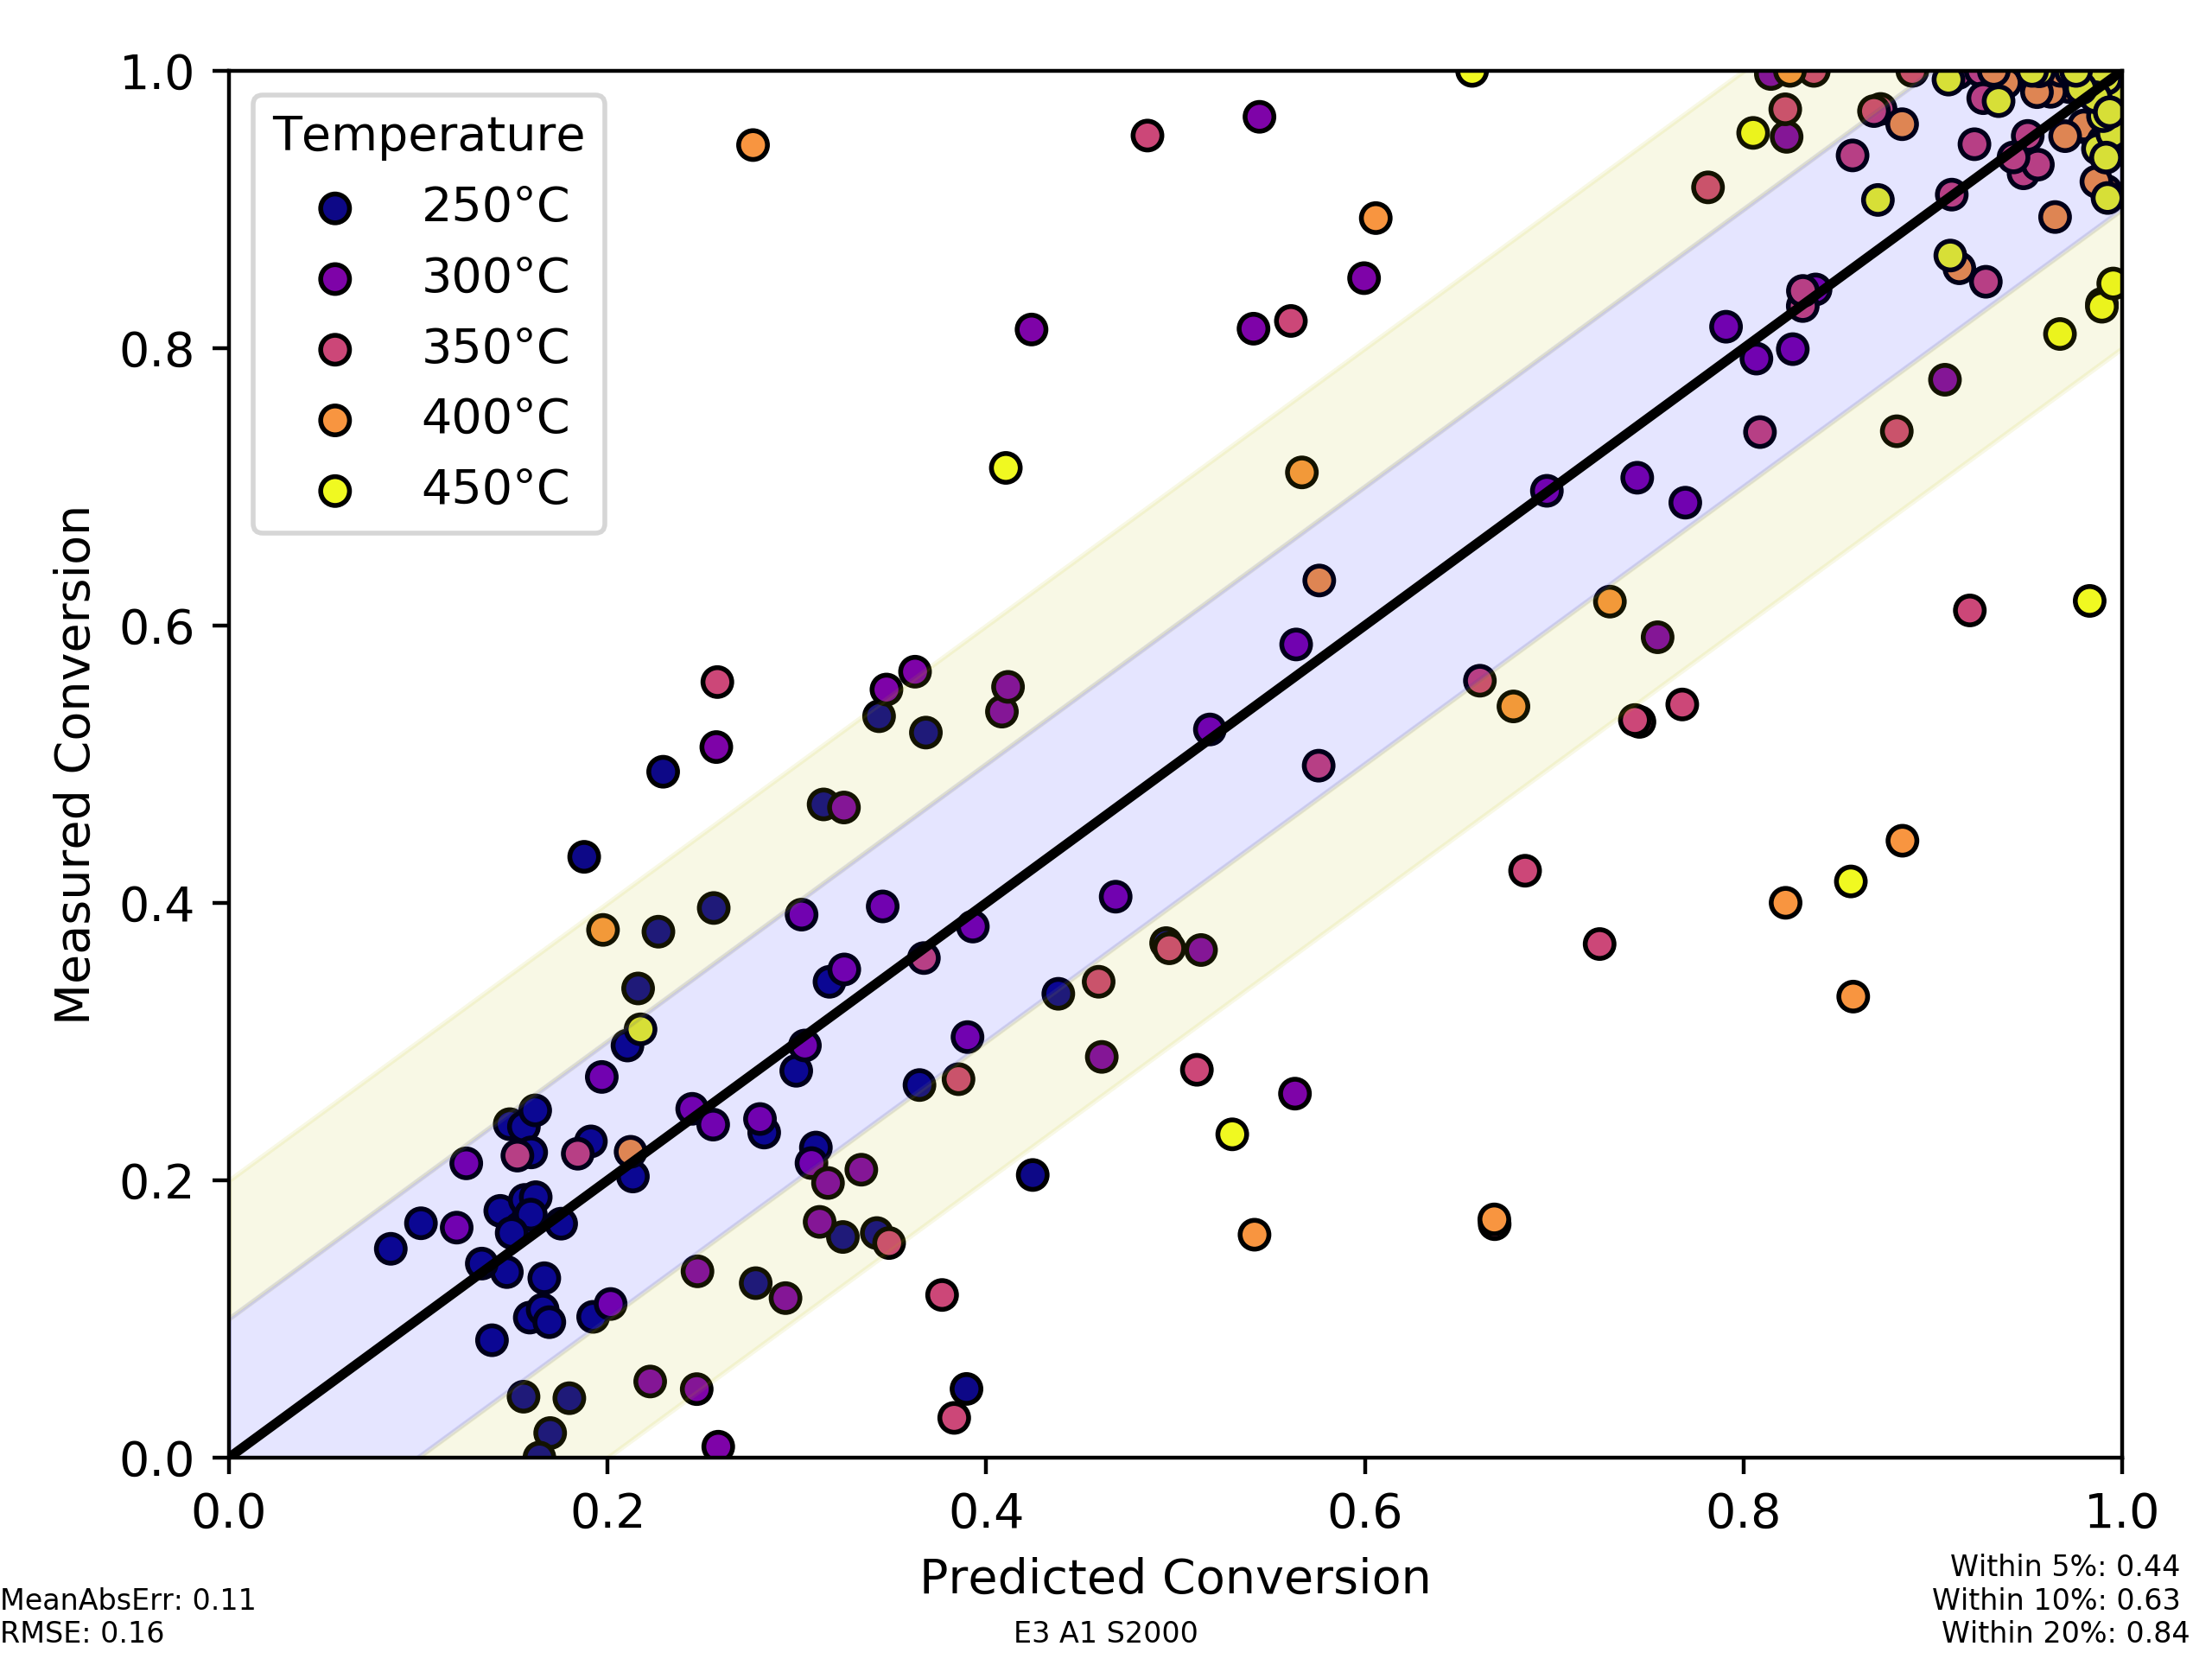 1.0
0.8
0.6
0.4
0.2
0.0
Measured Conversion
Temperature
250°C
300°C
350°C
400°C
450°C
0.0 0.2 0.4 0.6 0.8 1.0
Predicted Conversion
MeanAbsErr: 0.11
RMSE: 0.16
E3 A1 S2000
Within 5%: 0.44
Within 10%: 0.63
Within 20%: 0.84